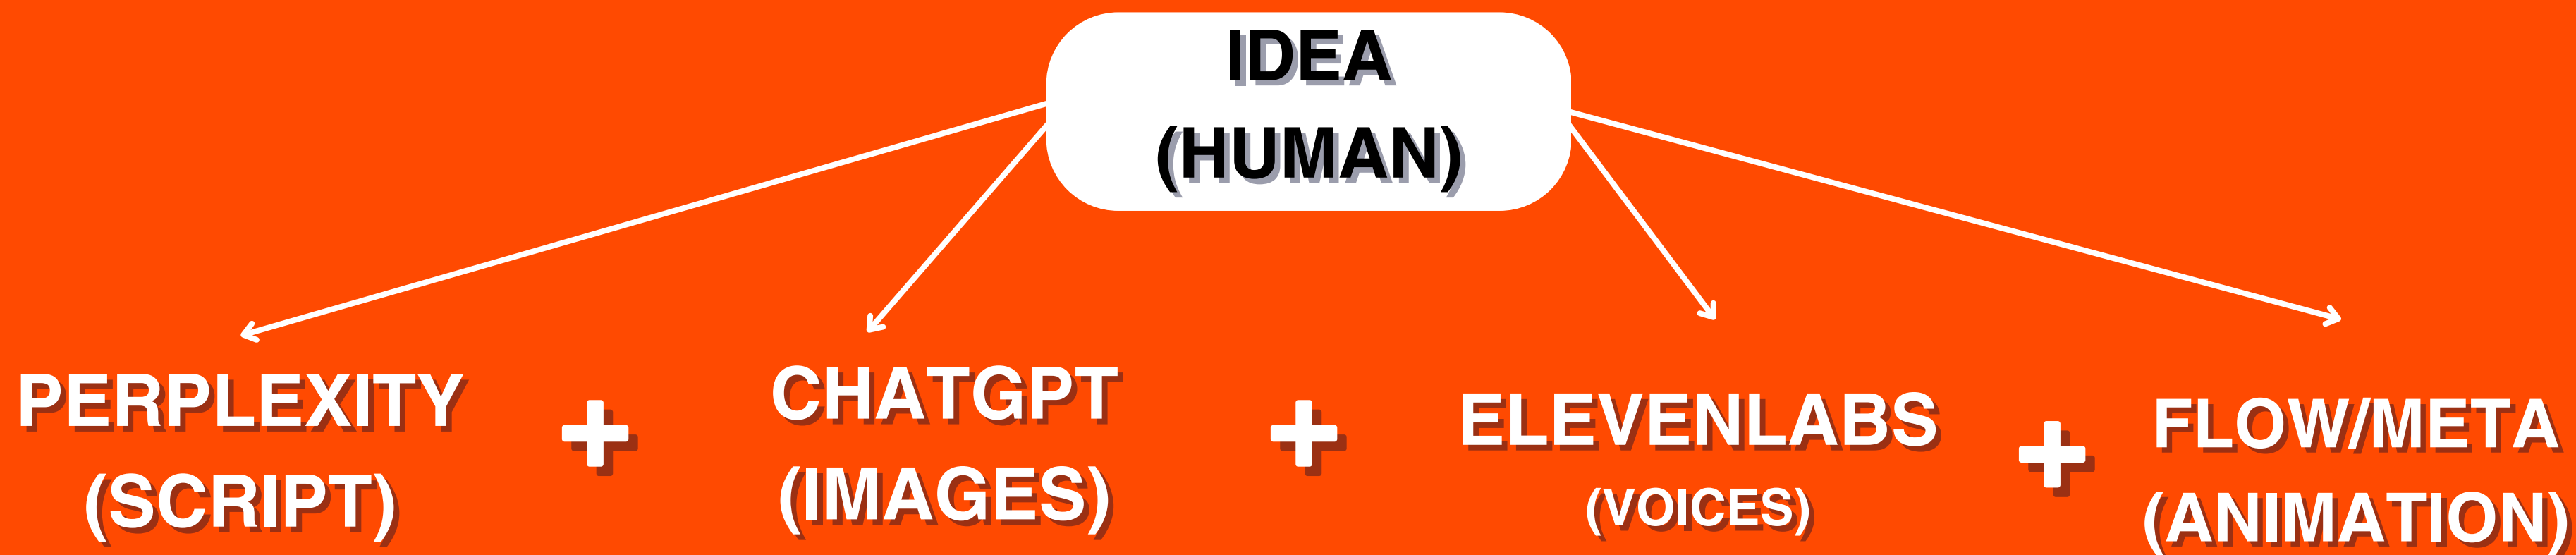 IDEA
(HUMAN)
PERPLEXITY
(SCRIPT)
+
CHATGPT
(IMAGES)
+
ELEVENLABS
(VOICES)
+
FLOW/META
(ANIMATION)